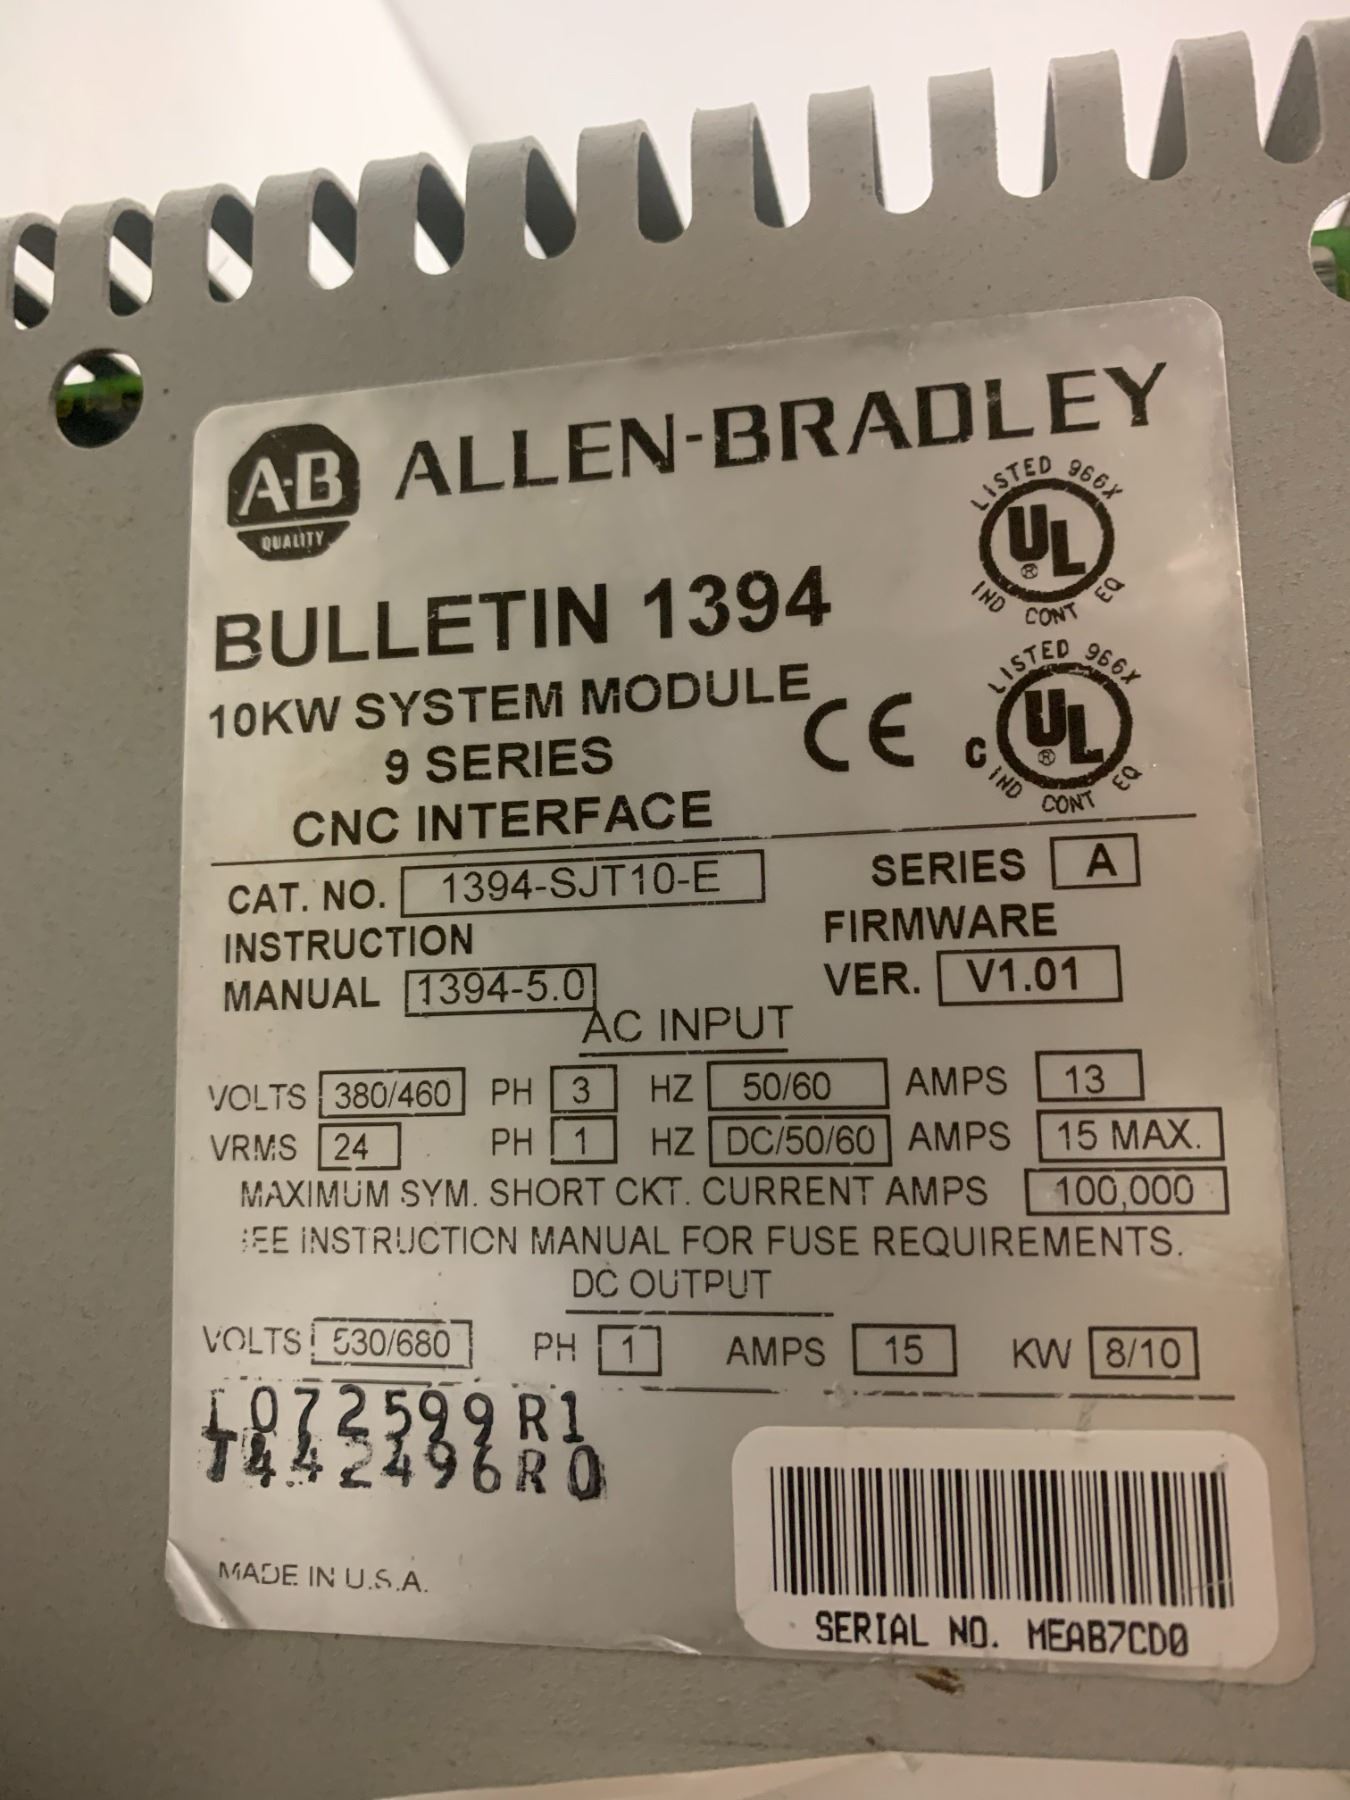 A-B
QUALITY
ALLEN-BRADLEY
LISTED 966X
UL
®
IND CONT EQ
BULLETIN 1394
10KW SYSTEM MODULE
9 SERIES
CNC INTERFACE
CE
LISTED 966X
C UL
®
IND CONT EQ
CAT. NO. 1394-SJT10-E SERIES A
INSTRUCTION FIRMWARE
MANUAL 1394-5.0 VER. V1.01
AC INPUT
VOLTS 380/460 PH 3 HZ 50/60 AMPS 13
VRMS 24 PH 1 HZ DC/50/60 AMPS 15 MAX.
MAXIMUM SYM. SHORT CKT. CURRENT AMPS 100,000
SEE INSTRUCTION MANUAL FOR FUSE REQUIREMENTS.
DC OUTPUT
VOLTS 530/680 PH 1 AMPS 15 KW 8/10
R1
R0
MADE IN U.S.A.
SERIAL NO. MEAB7CD0